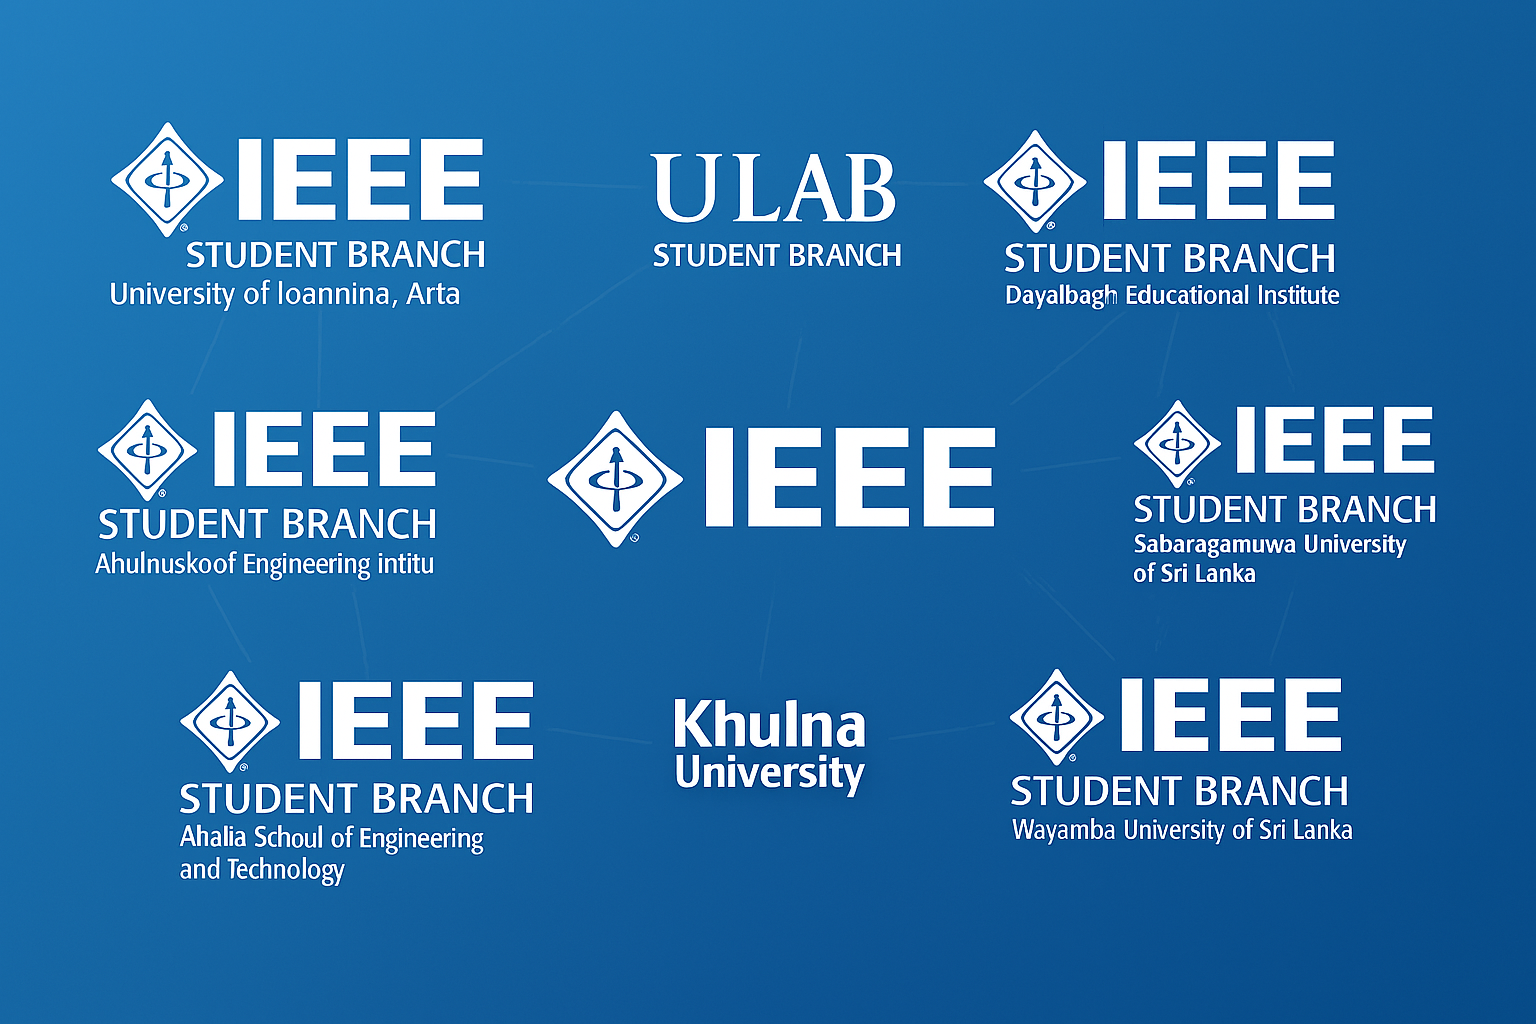 IEEE
STUDENT BRANCH
University of Ioannina, Arta
ULAB
STUDENT BRANCH
IEEE
STUDENT BRANCH
Dayalbagh Educational Institute
IEEE
STUDENT BRANCH
Ahulnuskoof Engineering intitu
IEEE
IEEE
STUDENT BRANCH
Sabaragamuwa University
of Sri Lanka
IEEE
STUDENT BRANCH
Ahalia Schoul of Engineering
and Technology
Khulna
University
IEEE
STUDENT BRANCH
Wayamba University of Sri Lanka